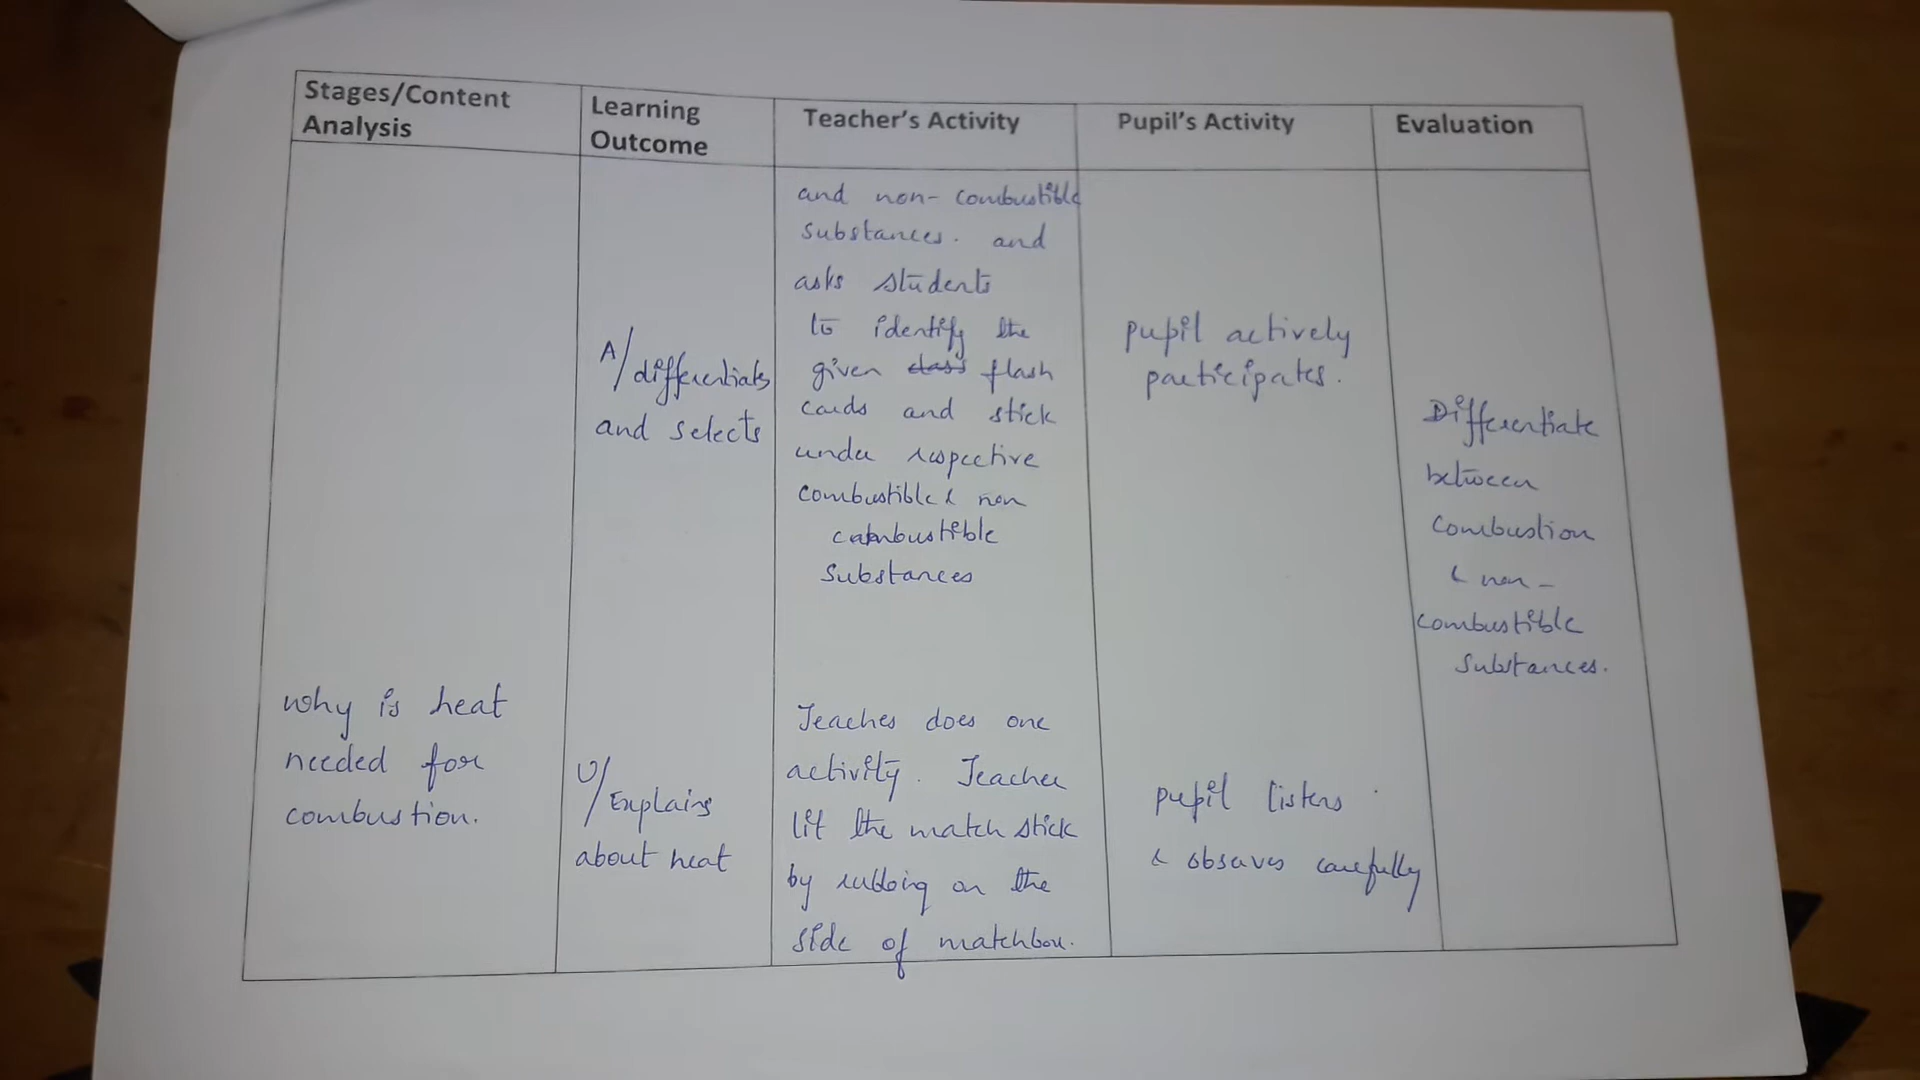 Stages/Content
Analysis
Learning
Outcome
Teacher's Activity
Pupil's Activity
Evaluation
A/differentiates
and selects
and non-combustible
substances. and
asks students
to identify the
given class flash
cards and stick
under respective
combustible & non
combustible
substances
pupil actively
participates.
Differentiate
between
combustion
& non-
combustible
substances.
why is heat
needed for
combustion.
U/Explains
about heat
Teaches does one
activity. Teacher
lit the match stick
by rubbing on the
side of matchbox.
pupil listens
& observes carefully